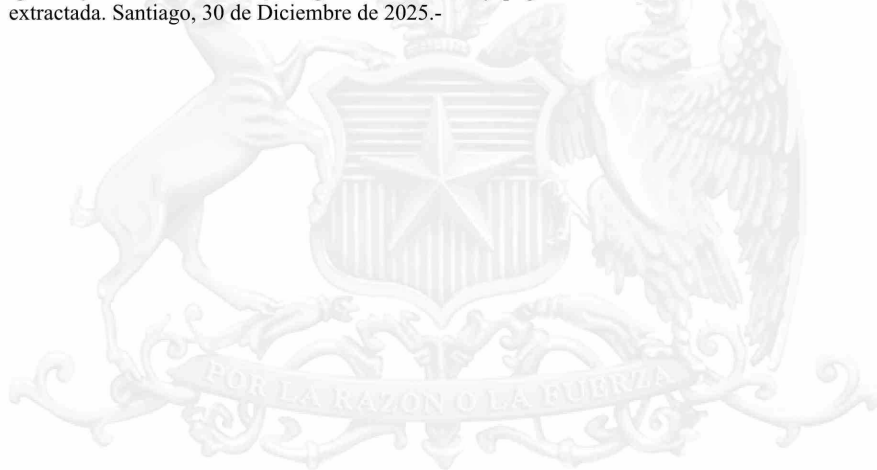 extractada. Santiago, 30 de Diciembre de 2025.-
POR LA RAZON O LA FUERZA